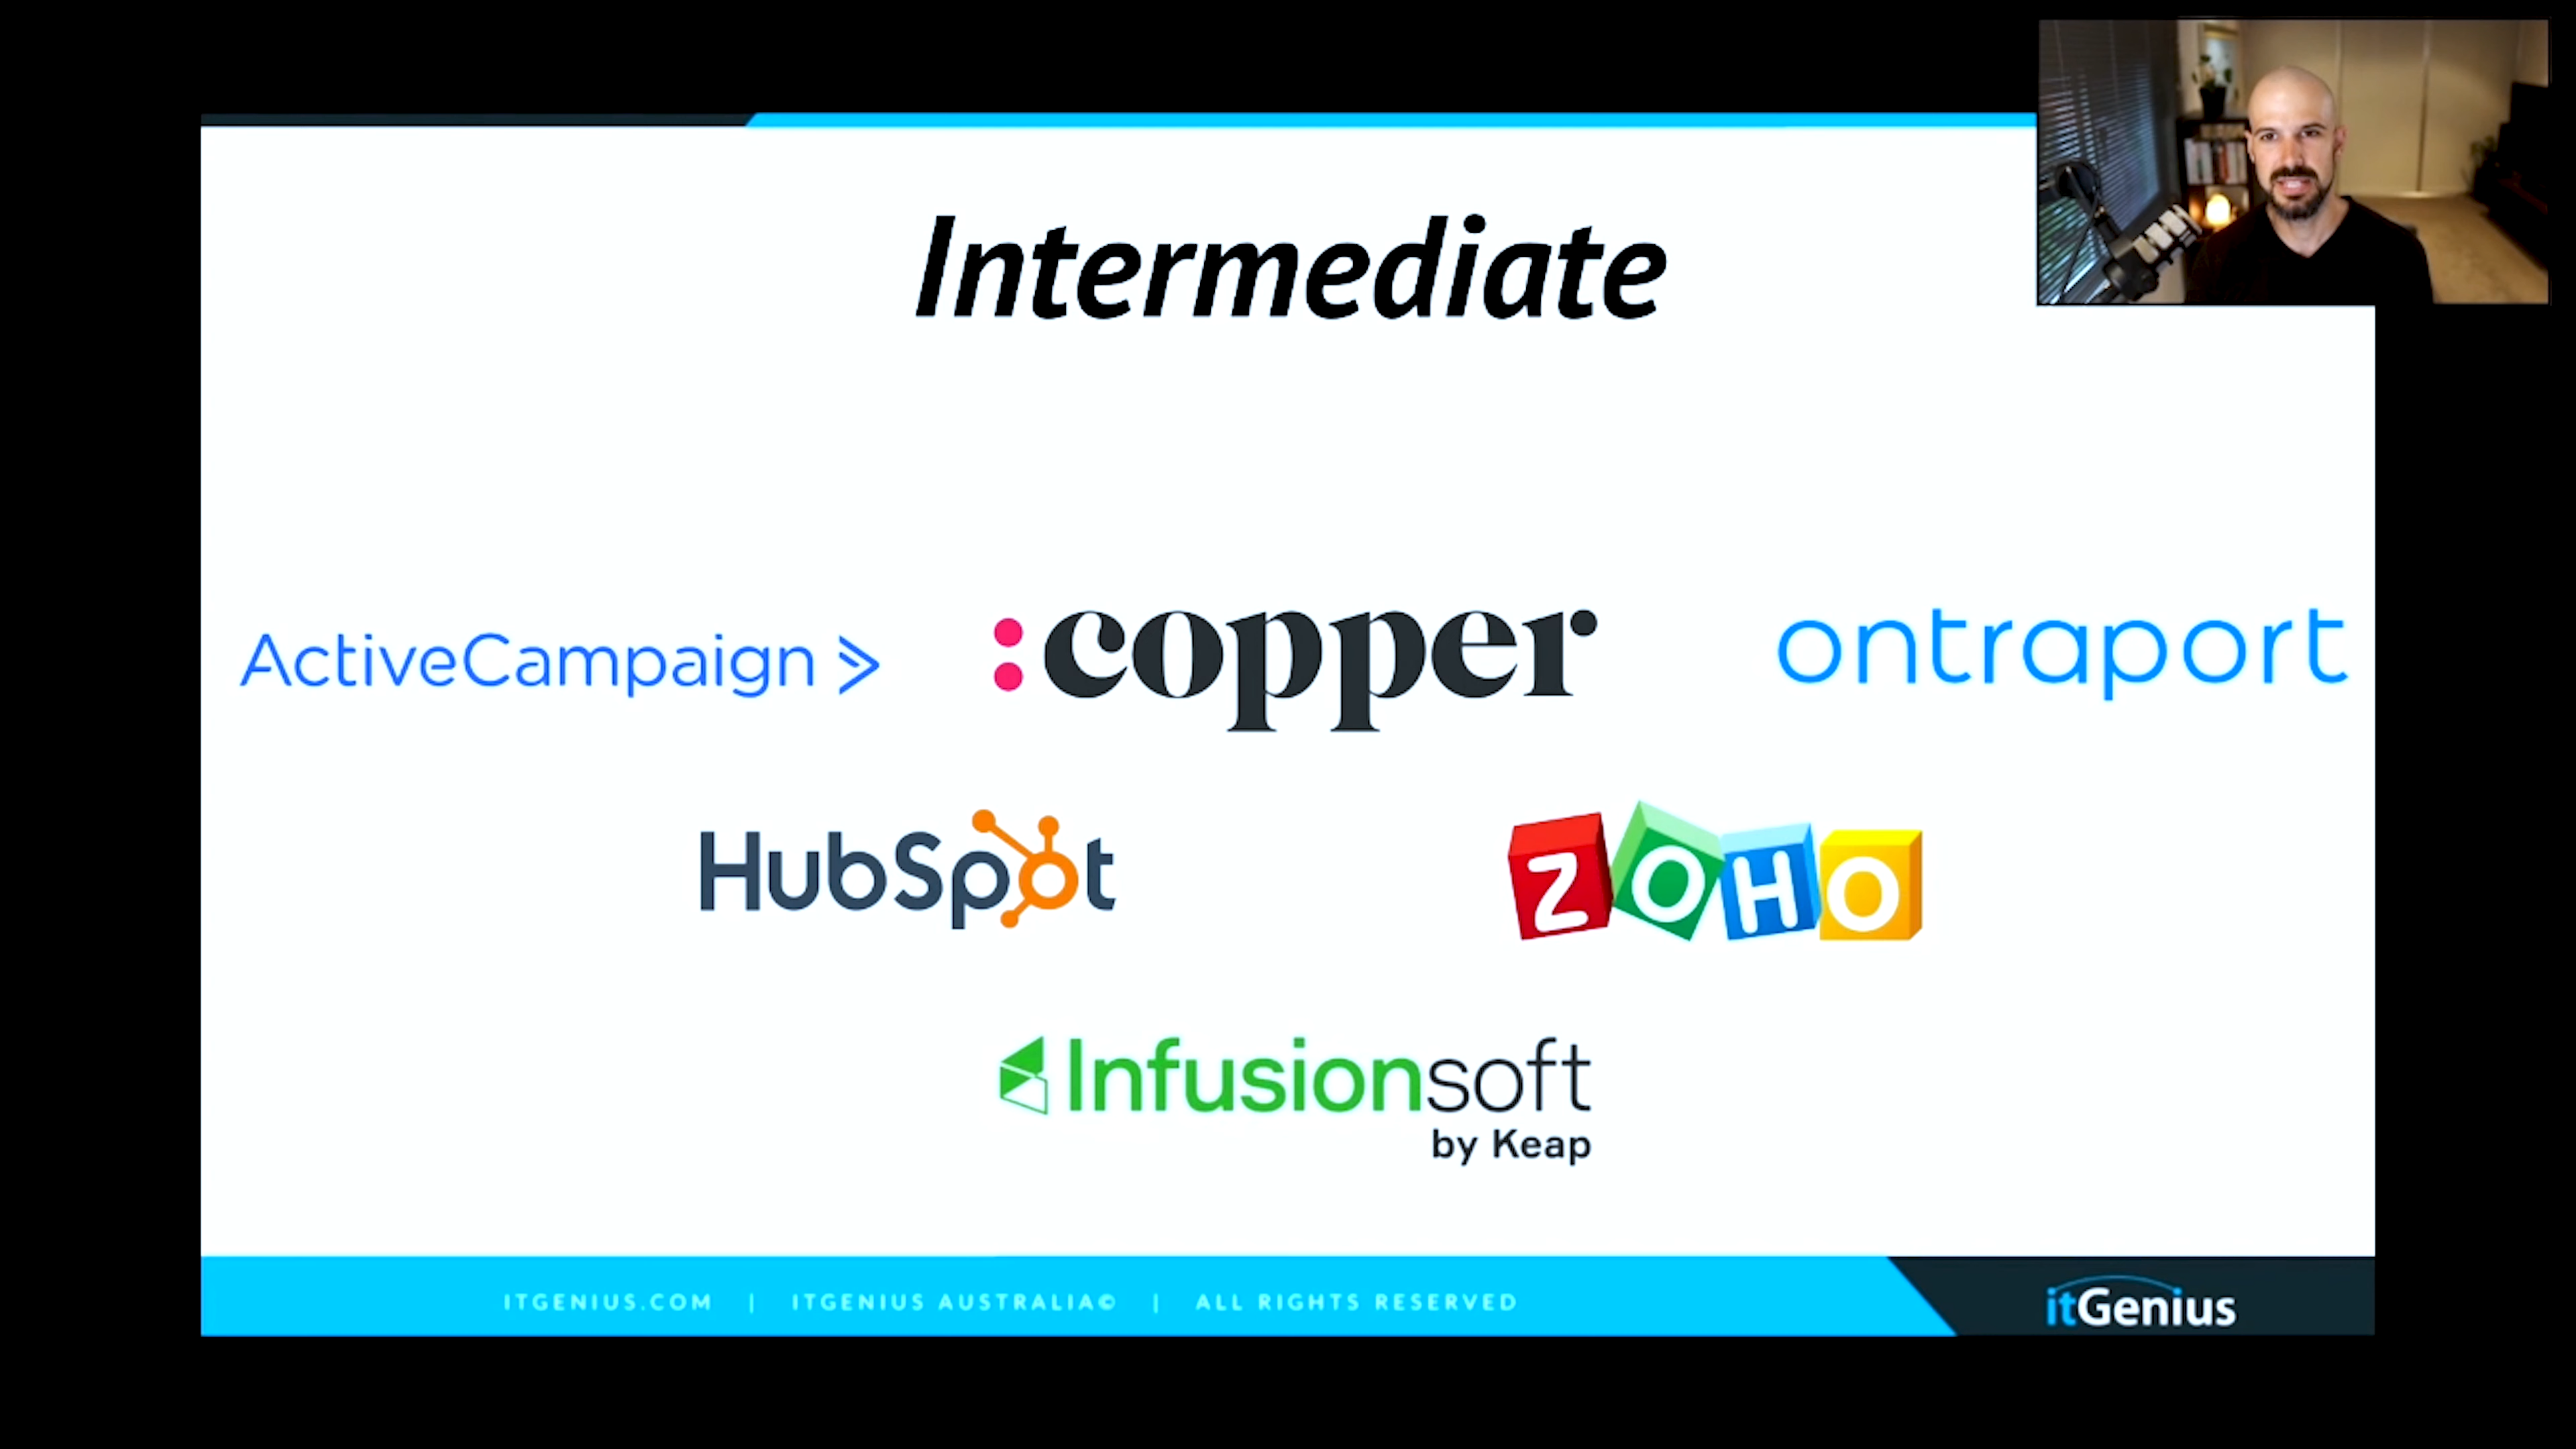 Intermediate
ActiveCampaign
copper
ontraport
HubSpot
ZOHO
Infusionsoft
by Keap
ITGENIUS.COM | ITGENIUS AUSTRALIA© | ALL RIGHTS RESERVED
itGenius